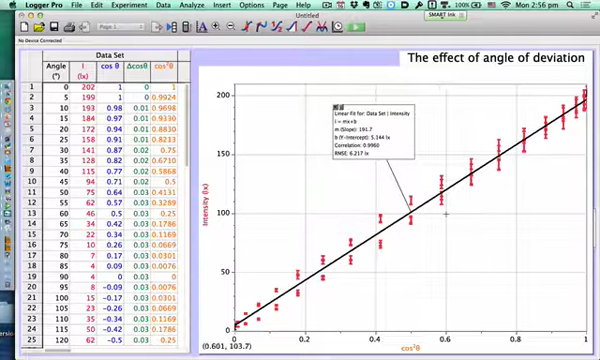 Logger Pro File Edit Experiment Data Analyze Insert Options Page Help 100% Mon 2:56 pm
SMART Ink
Untitled
Page 1
No Device Connected
The effect of angle of deviation
Data Set
Angle I cos θ Δcosθ cos²θ
(°) (lx)
1 0 202 1 0 1
2 5 199 1 0 0.9924
3 10 193 0.98 0.01 0.9698
4 15 184 0.97 0.01 0.9330
5 20 172 0.94 0.01 0.8830
6 25 158 0.91 0.01 0.8213
7 30 141 0.87 0.02 0.75
8 35 128 0.82 0.02 0.6710
9 40 115 0.77 0.02 0.5868
10 45 94 0.71 0.02 0.5
11 50 75 0.64 0.03 0.4131
12 55 62 0.57 0.03 0.3289
13 60 46 0.5 0.03 0.25
14 65 34 0.42 0.03 0.1786
15 70 22 0.34 0.03 0.1169
16 75 10 0.26 0.03 0.0669
17 80 7 0.17 0.03 0.0301
18 85 4 0.09 0.03 0.0076
19 90 4 0 0.03 0
20 95 8 -0.09 0.03 0.0076
21 100 15 -0.17 0.03 0.0301
22 105 23 -0.26 0.03 0.0669
23 110 35 -0.34 0.03 0.1169
24 115 50 -0.42 0.03 0.1786
25 120 62 -0.5 0.03 0.25
Linear Fit for: Data Set | Intensity
I = mx+b
m (Slope): 191.7
b (Y-Intercept): 5.144 lx
Correlation: 0.9960
RMSE: 6.217 lx
Intensity (lx)
200
150
100
50
0
0 0.2 0.4 0.6 0.8 1
(0.601, 103.7)
cos²θ